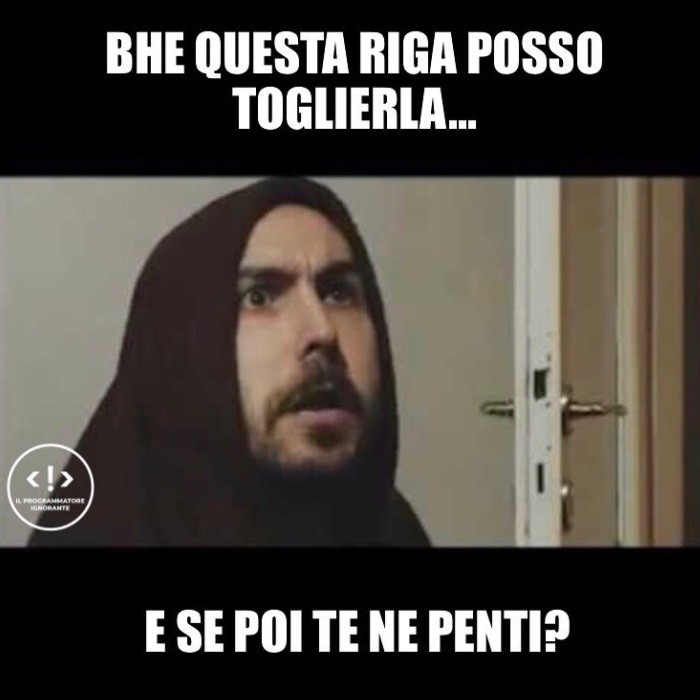 BHE QUESTA RIGA POSSO
TOGLIERLA...
<!>
IL PROGRAMMATORE
IGNORANTE
E SE POI TE NE PENTI?